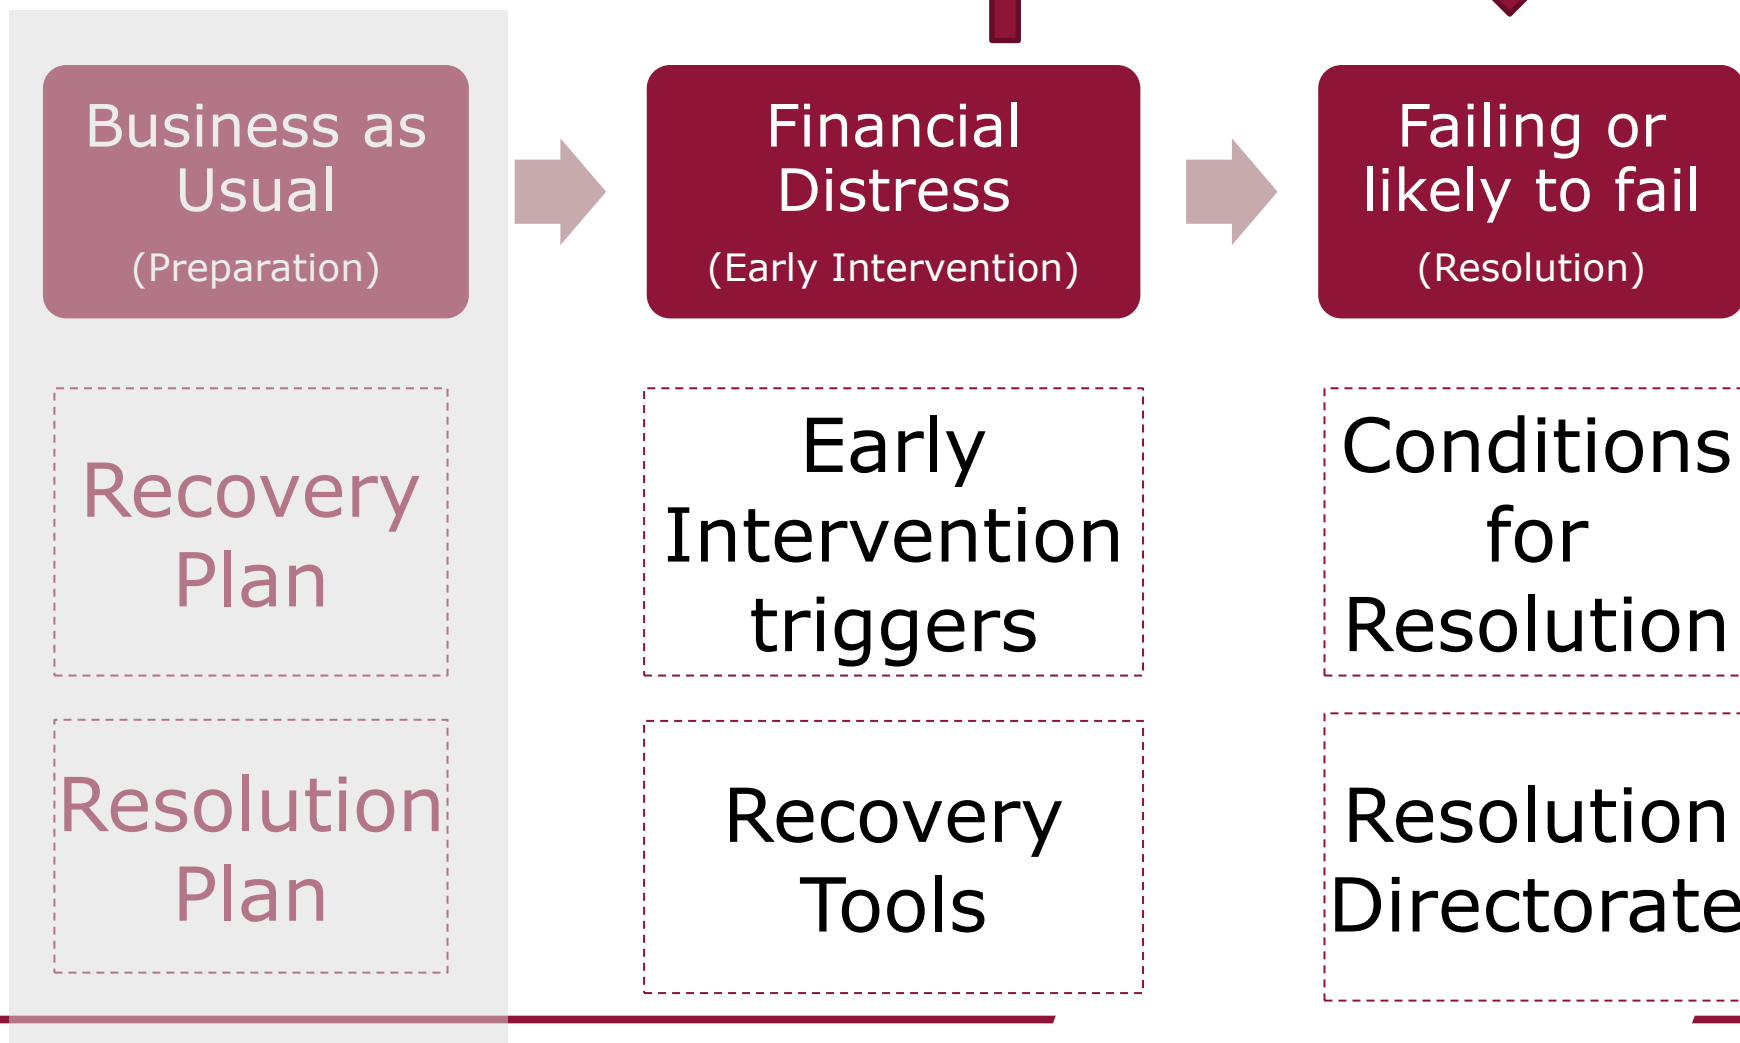 Business as
Usual
(Preparation)
Financial
Distress
(Early Intervention)
Failing or
likely to fail
(Resolution)
Recovery
Plan
Early
Intervention
triggers
Conditions
for
Resolution
Resolution
Plan
Recovery
Tools
Resolution
Directorate